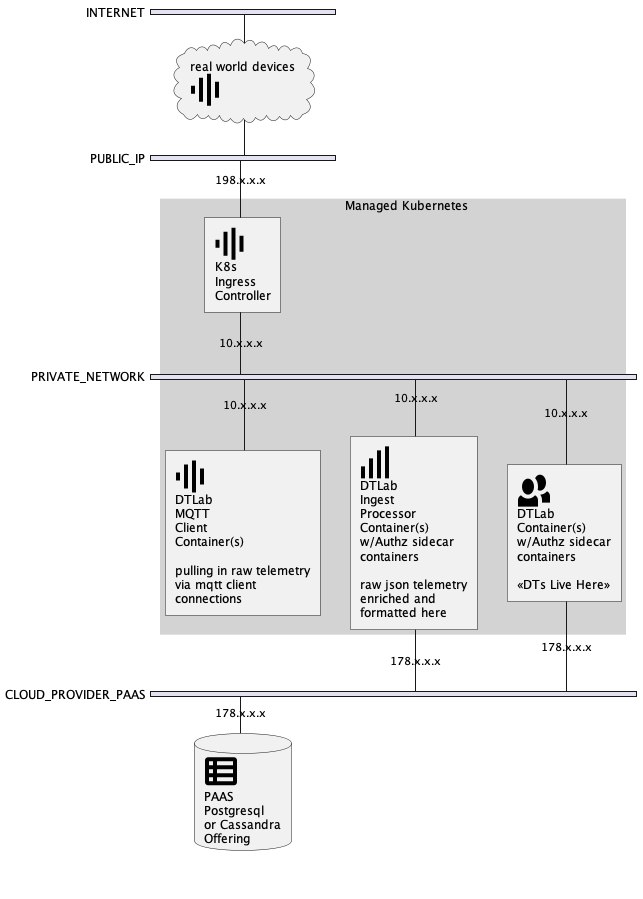 INTERNET
real world devices
PUBLIC_IP
198.x.x.x
Managed Kubernetes
K8s
Ingress
Controller
10.x.x.x
PRIVATE_NETWORK
10.x.x.x
10.x.x.x
10.x.x.x
DTLab
MQTT
Client
Container(s)
pulling in raw telemetry
via mqtt client
connections
DTLab
Ingest
Processor
Container(s)
w/Authz sidecar
containers
raw json telemetry
enriched and
formatted here
DTLab
Container(s)
w/Authz sidecar
containers
«DTs Live Here»
178.x.x.x
178.x.x.x
CLOUD_PROVIDER_PAAS
178.x.x.x
PAAS
Postgresql
or Cassandra
Offering